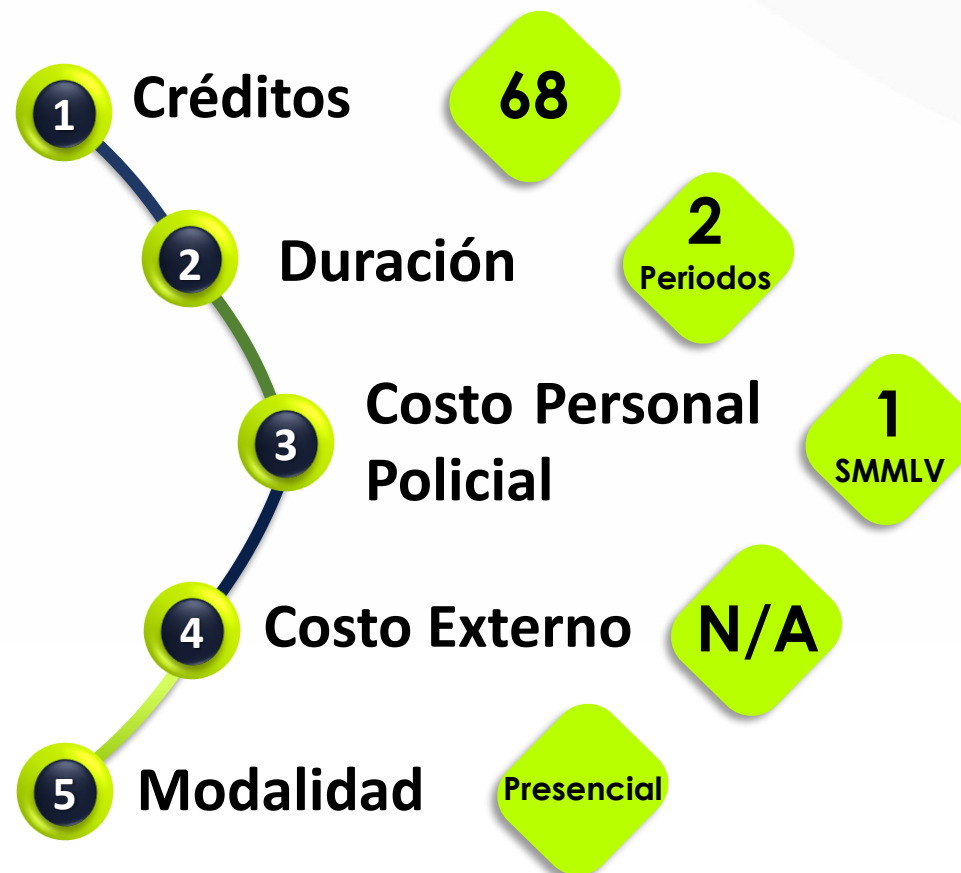 1
Créditos
68
2
Duración
2
Periodos
3
Costo Personal
Policial
1
SMMLV
4
Costo Externo
N/A
5
Modalidad
Presencial